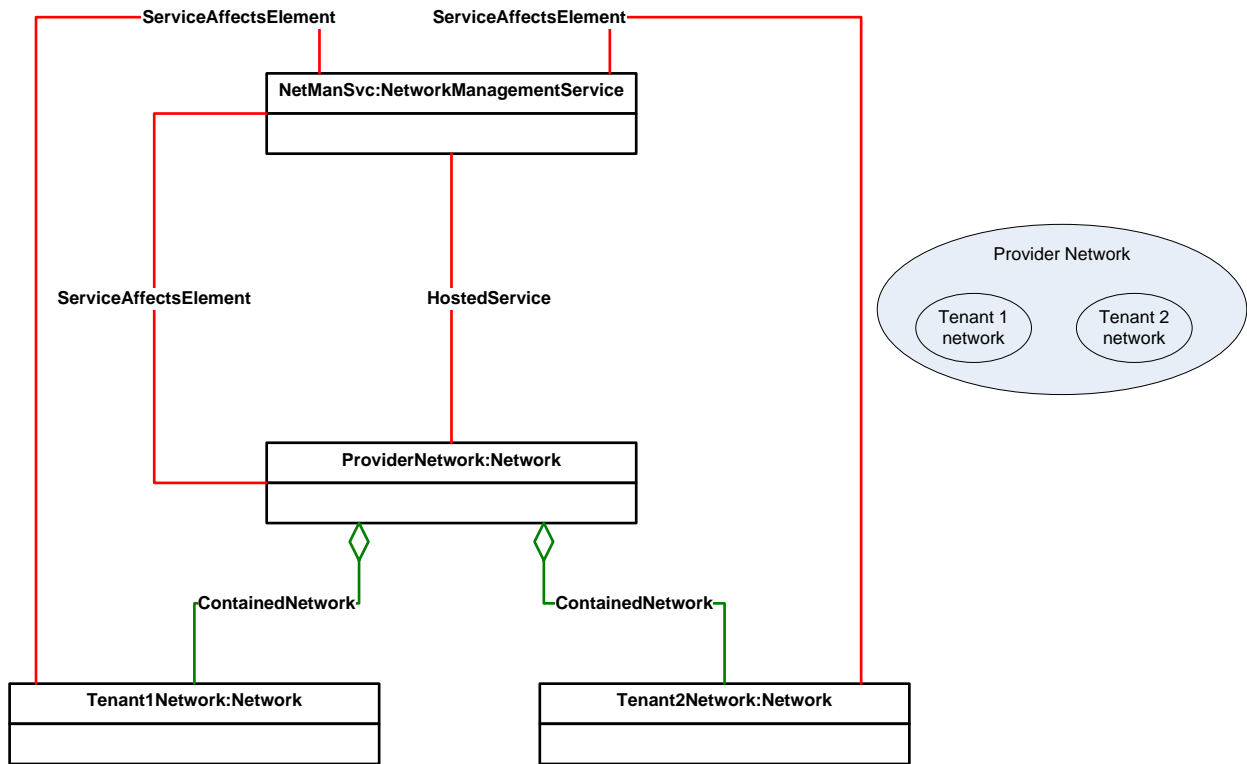 ServiceAffectsElement
ServiceAffectsElement
NetManSvc:NetworkManagementService
Provider Network
ServiceAffectsElement
HostedService
Tenant 1
network
Tenant 2
network
ProviderNetwork:Network
ContainedNetwork
ContainedNetwork
Tenant1Network:Network
Tenant2Network:Network